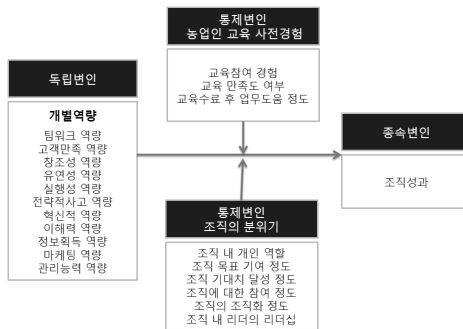 통제변인
농업인 교육 사전경험
교육참여 경험
교육 만족도 여부
교육수료 후 업무도움 정도
독립변인
개별역량
팀워크 역량
고객만족 역량
창조성 역량
유연성 역량
실행성 역량
전략적사고 역량
혁신적 역량
이해력 역량
정보획득 역량
마케팅 역량
관리능력 역량
종속변인
조직성과
통제변인
조직의 분위기
조직 내 개인 역할
조직 목표 기여 정도
조직 기대치 달성 정도
조직에 대한 참여 정도
조직의 조직화 정도
조직 내 리더의 리더십